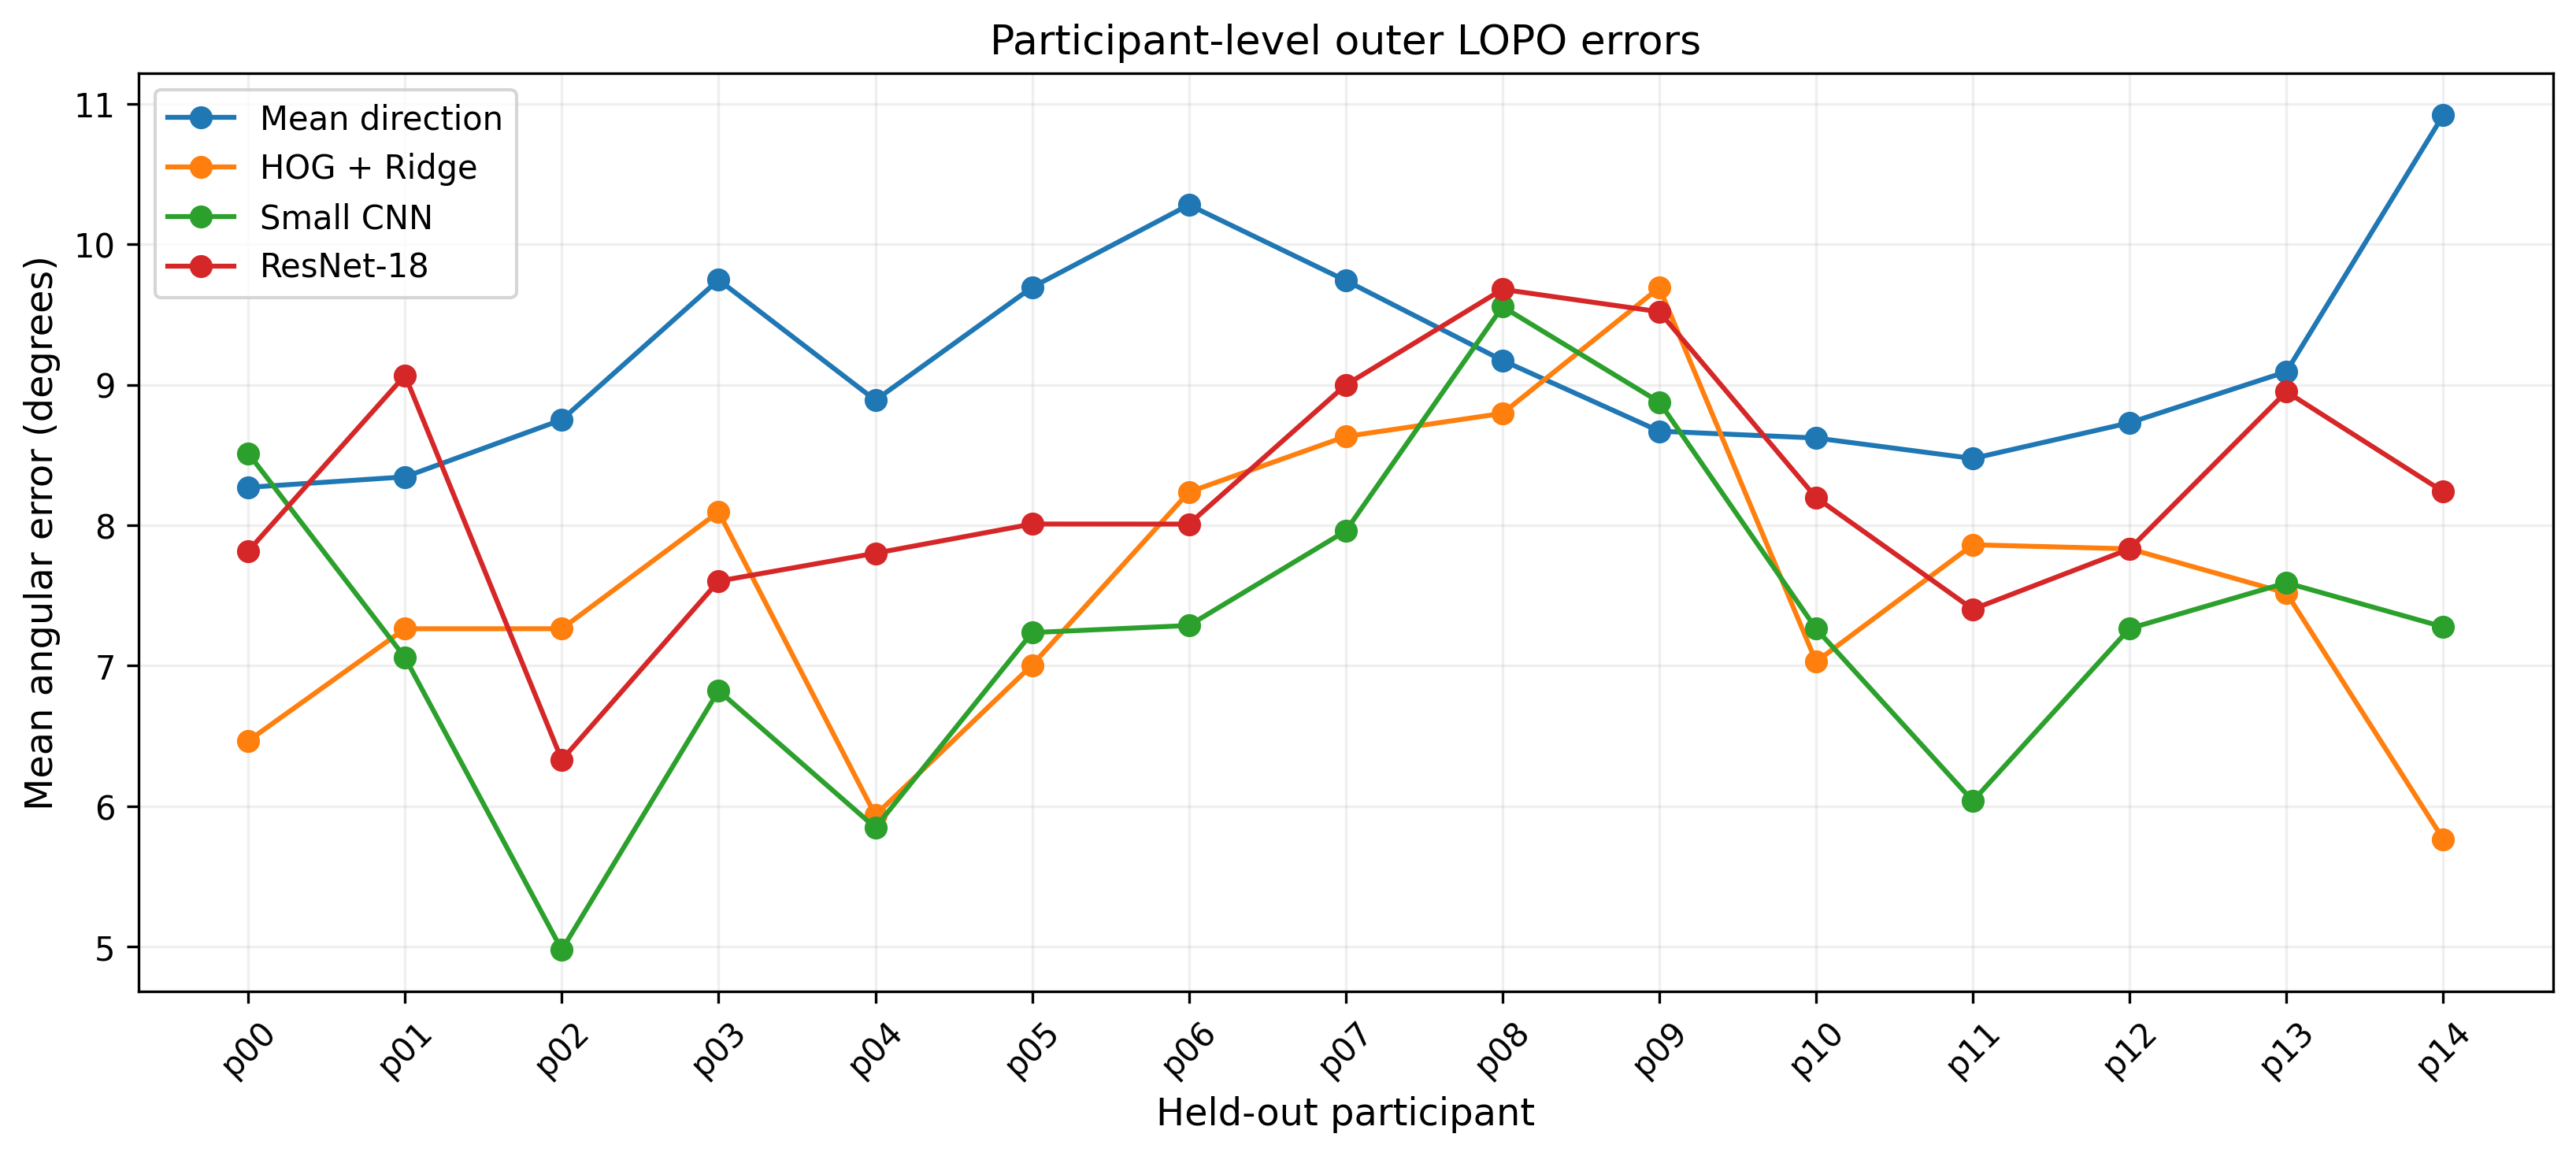 Participant-level outer LOPO errors
Mean angular error (degrees)
11
10
9
8
7
6
5
Mean direction
HOG + Ridge
Small CNN
ResNet-18
p00
p01
p02
p03
p04
p05
p06
p07
p08
p09
p10
p11
p12
p13
p14
Held-out participant